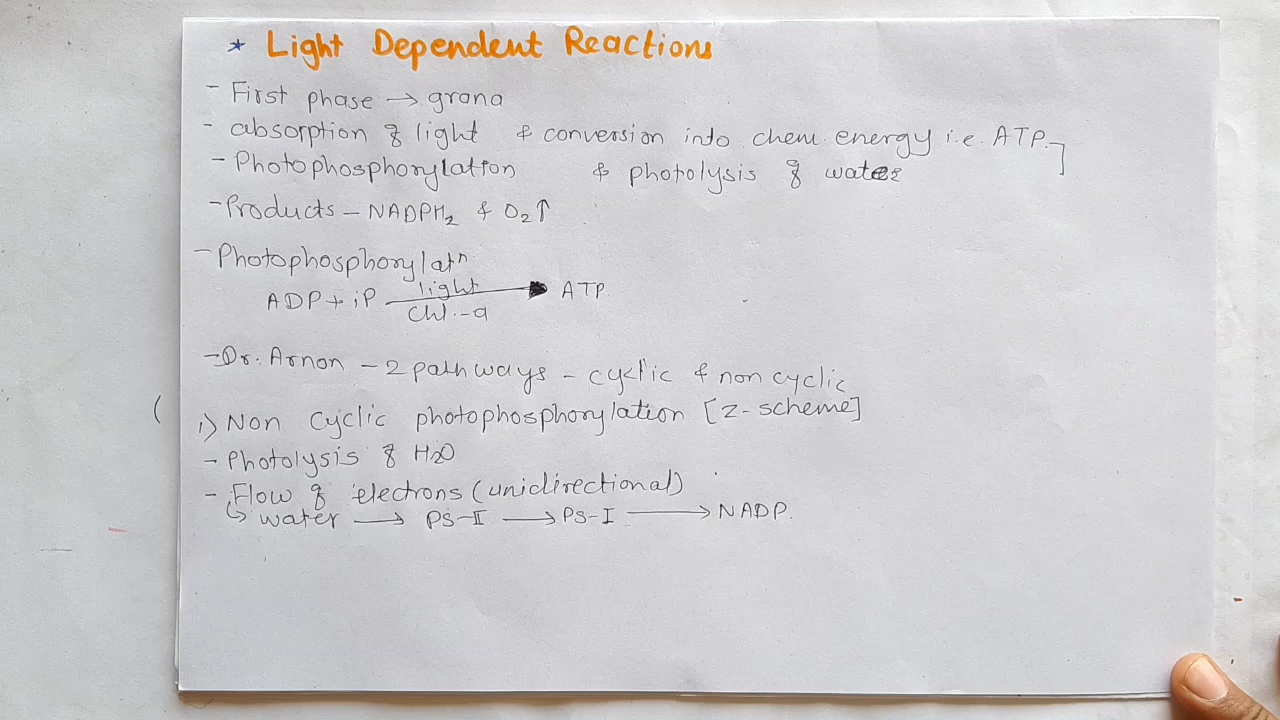 * Light Dependent Reactions
- First phase → grana
- absorption of light & conversion into chem. energy i.e. ATP.
- Photophosphorylation & photolysis of water
- Products – NADPH₂ & O₂↑
- Photophosphorylatⁿ
ADP + iP light → ATP
Chl.-a
- Dr. Arnon – 2 pathways – cyclic & non cyclic
1) Non Cyclic photophosphorylation [Z-scheme]
- Photolysis of H₂O
- Flow of electrons (unidirectional)
↳ water → PS-II → PS-I → NADP.